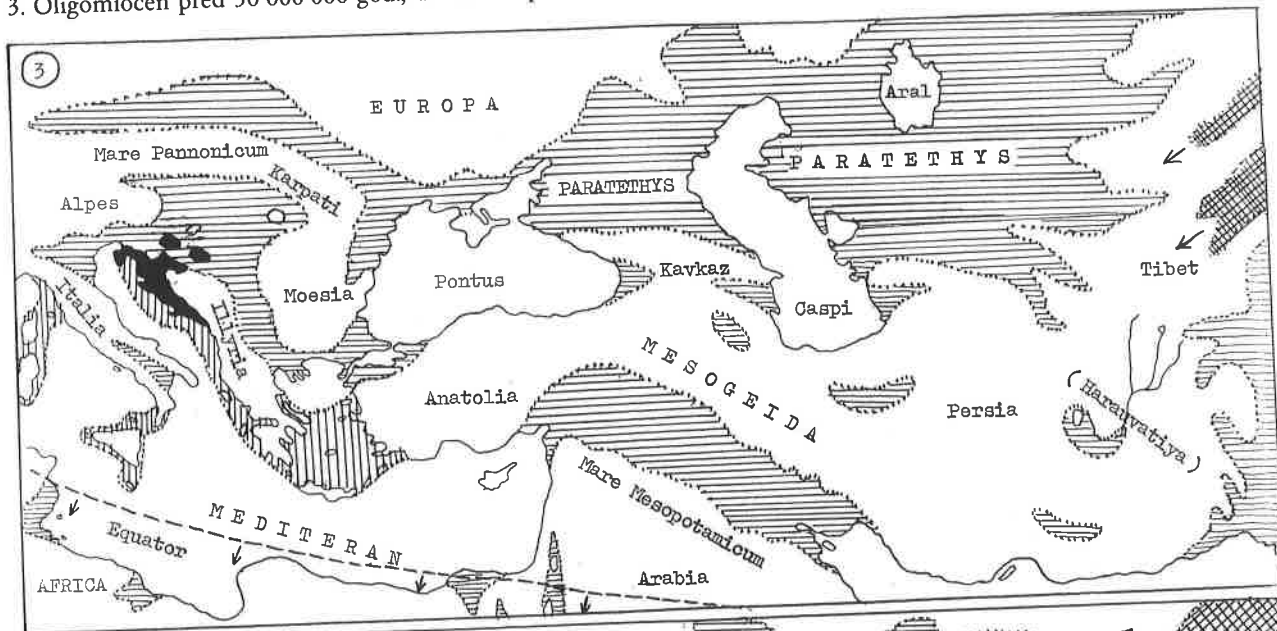 3. Oligomiocen pred 30 000 000 god.,
3
EUROPA
Aral
Mare Pannonicum
Karpati
PARATETHYS
PARATETHYS
Alpes
Tibet
Kavkaz
Pontus
Moesia
Caspi
Italia
Iliyria
MESOGEIDA
Anatolia
Persia
( Harauvatiya )
Mare Mesopotamicum
MEDITERAN
Equator
Arabia
AFRICA